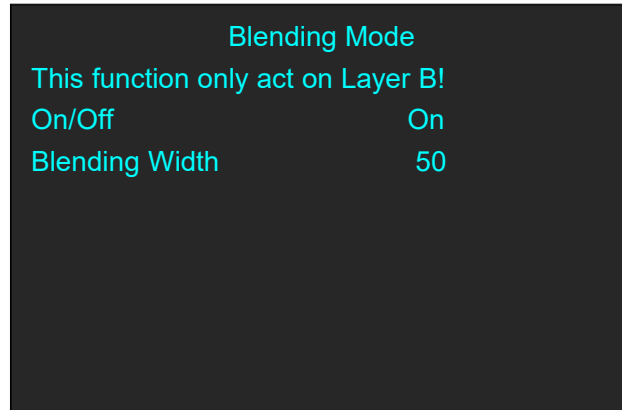 Blending Mode
This function only act on Layer B!
On/Off On
Blending Width 50